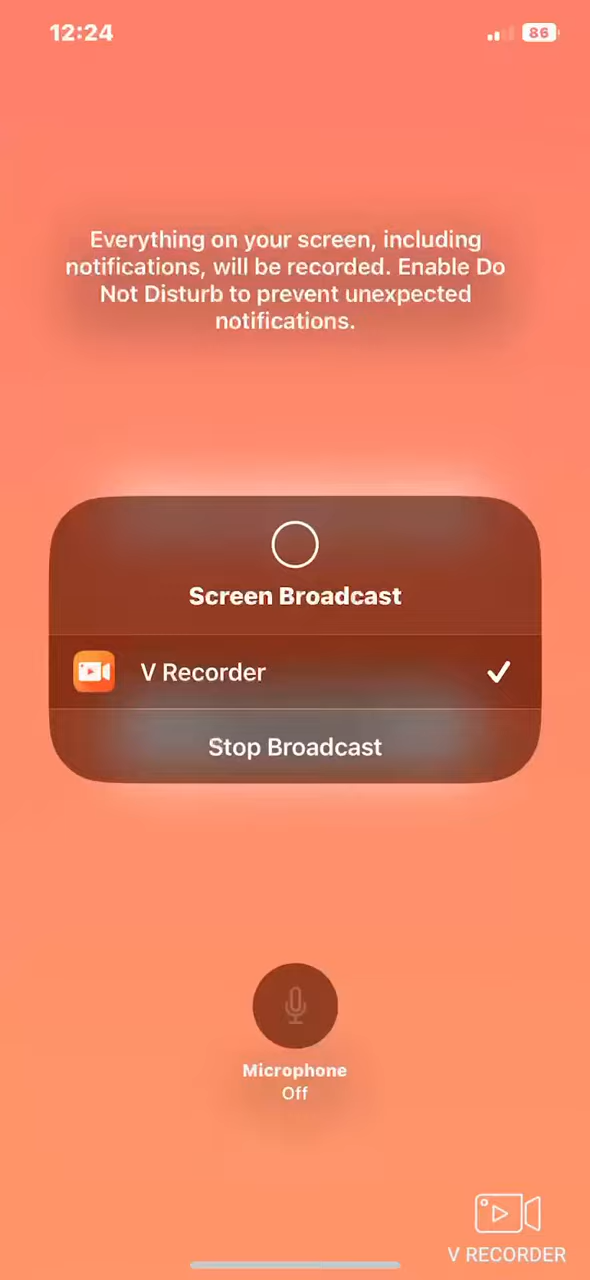 12:24
86
Everything on your screen, including
notifications, will be recorded. Enable Do
Not Disturb to prevent unexpected
notifications.
Screen Broadcast
V Recorder
Stop Broadcast
Microphone
Off
V RECORDER